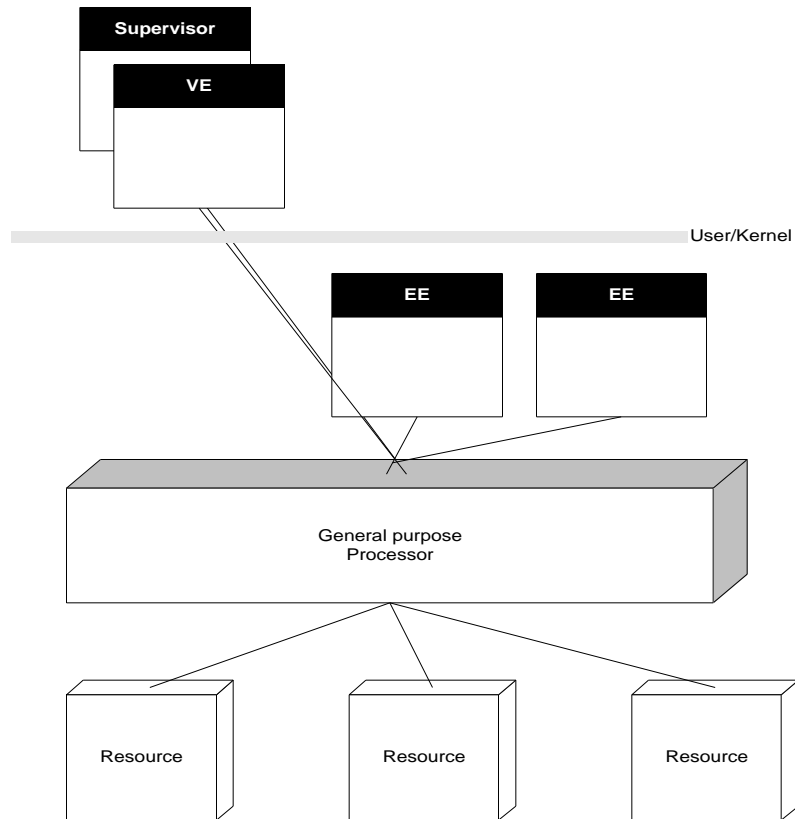 Supervisor
VE
User/Kernel
EE
EE
General purpose
Processor
Resource
Resource
Resource